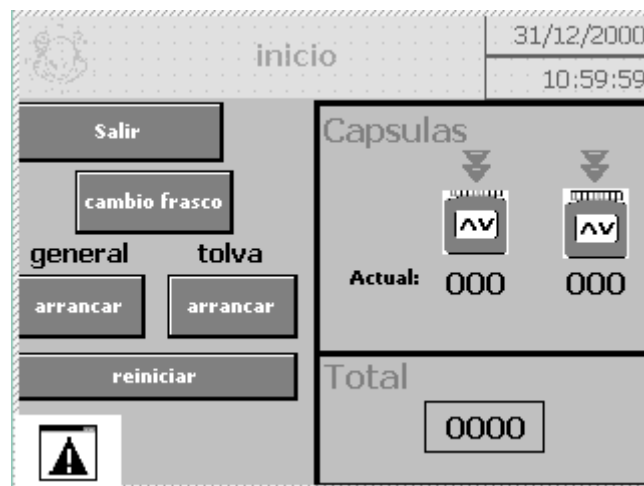 inicio
31/12/2000
10:59:59
Salir
cambio frasco
general tolva
arrancar arrancar
reiniciar
Capsulas
Actual: 000 000
Total
0000